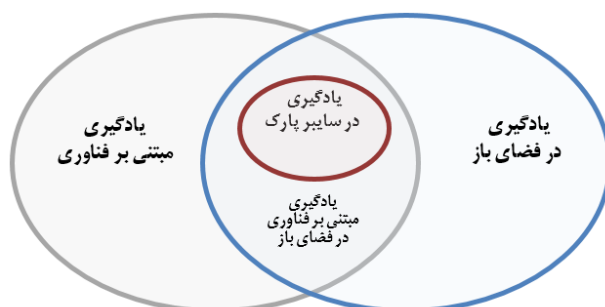 یادگیری
در فضای باز
یادگیری
در سایبر پارک
یادگیری
مبتنی بر فناوری
در فضای باز
یادگیری
مبتنی بر فناوری